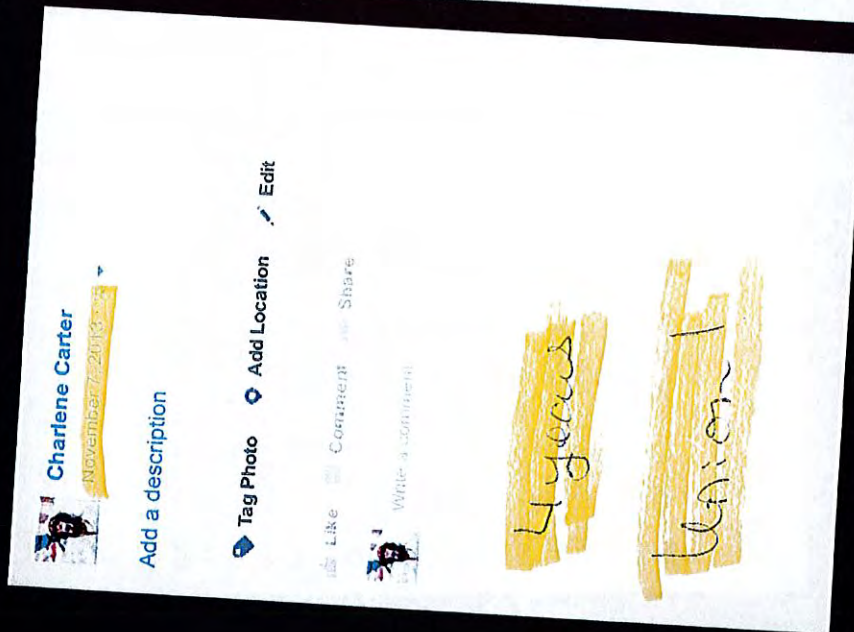 Charlene Carter
November 7, 2013
Add a description
Tag Photo Add Location Edit
Like Comment Share
Write a comment
4 years
Union!